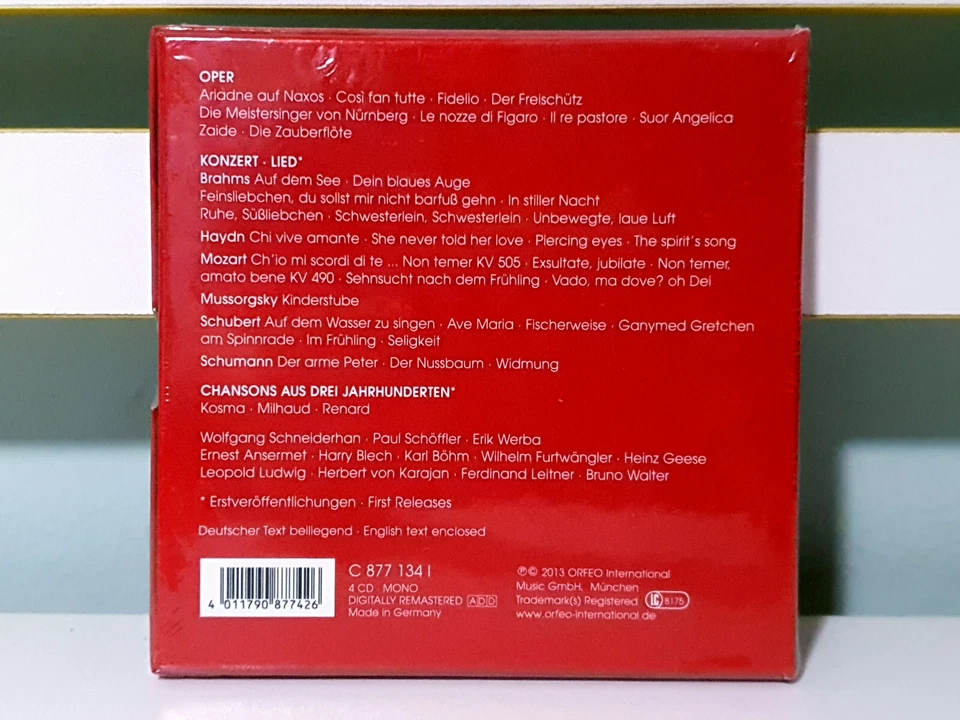 OPER
Ariadne auf Naxos · Così fan tutte · Fidelio · Der Freischütz
Die Meistersinger von Nürnberg · Le nozze di Figaro · Il re pastore · Suor Angelica
Zaide · Die Zauberflöte
KONZERT · LIED*
Brahms Auf dem See · Dein blaues Auge
Feinsliebchen, du sollst mir nicht barfuß gehn · In stiller Nacht
Ruhe, Süßliebchen · Schwesterlein, Schwesterlein · Unbewegte, laue Luft
Haydn Chi vive amante · She never told her love · Piercing eyes · The spirit's song
Mozart Ch'io mi scordi di te ... Non temer KV 505 · Exsultate, jubilate · Non temer,
amato bene KV 490 · Sehnsucht nach dem Frühling · Vado, ma dove? oh Dei
Mussorgsky Kinderstube
Schubert Auf dem Wasser zu singen · Ave Maria · Fischerweise · Ganymed Gretchen
am Spinnrade · Im Frühling · Seligkeit
Schumann Der arme Peter · Der Nussbaum · Widmung
CHANSONS AUS DREI JAHRHUNDERTEN*
Kosma · Milhaud · Renard
Wolfgang Schneiderhan · Paul Schöffler · Erik Werba
Ernest Ansermet · Harry Blech · Karl Böhm · Wilhelm Furtwängler · Heinz Geese
Leopold Ludwig · Herbert von Karajan · Ferdinand Leitner · Bruno Walter
* Erstveröffentlichungen · First Releases
Deutscher Text beiliegend · English text enclosed
4 011790 877426
C 877 134 I
4 CD · MONO
DIGITALLY REMASTERED ADD
Made in Germany
℗© 2013 ORFEO International
Music GmbH, München
Trademark(s) Registered LC 8175
www.orfeo-international.de